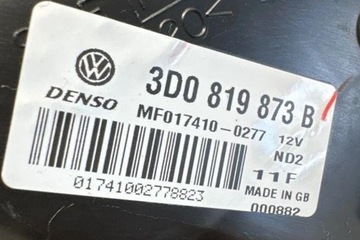 3D0 819 873 B
DENSO
MF017410-0277 12V
ND2
11F
01741002778823
MADE IN GB
000882